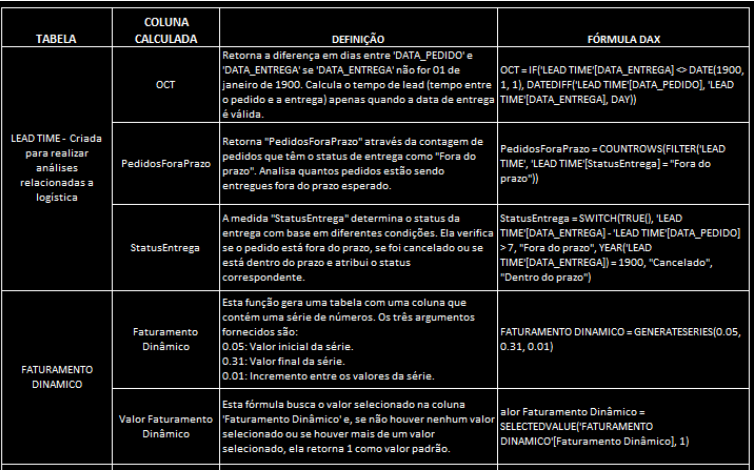 TABELA
COLUNA
CALCULADA
DEFINIÇÃO
FÓRMULA DAX
LEAD TIME - Criada
para realizar
análises
relacionadas a
logística
OCT
Retorna a diferença em dias entre 'DATA_PEDIDO' e
'DATA_ENTREGA' se 'DATA_ENTREGA' não for 01 de
janeiro de 1900. Calcula o tempo de lead (tempo entre
o pedido e a entrega) apenas quando a data de entrega
é válida.
OCT = IF('LEAD TIME'[DATA_ENTREGA] <> DATE(1900,
1, 1), DATEDIFF('LEAD TIME'[DATA_PEDIDO], 'LEAD
TIME'[DATA_ENTREGA], DAY))
PedidosForaPrazo
Retorna "PedidosForaPrazo" através da contagem de
pedidos que têm o status de entrega como "Fora do
prazo". Analisa quantos pedidos estão sendo
entregues fora do prazo esperado.
PedidosForaPrazo = COUNTROWS(FILTER('LEAD
TIME', 'LEAD TIME'[StatusEntrega] = "Fora do
prazo"))
StatusEntrega
A medida "StatusEntrega" determina o status da
entrega com base em diferentes condições. Ela verifica
se o pedido está fora do prazo, se foi cancelado ou se
está dentro do prazo e atribui o status
correspondente.
StatusEntrega = SWITCH(TRUE(), 'LEAD
TIME'[DATA_ENTREGA] - 'LEAD TIME'[DATA_PEDIDO]
> 7, "Fora do prazo", YEAR('LEAD
TIME'[DATA_ENTREGA]) = 1900, "Cancelado",
"Dentro do prazo")
FATURAMENTO
DINAMICO
Faturamento
Dinâmico
Esta função gera uma tabela com uma coluna que
contém uma série de números. Os três argumentos
fornecidos são:
0.05: Valor inicial da série.
0.31: Valor final da série.
0.01: Incremento entre os valores da série.
FATURAMENTO DINAMICO = GENERATESERIES(0.05,
0.31, 0.01)
Valor Faturamento
Dinâmico
Esta fórmula busca o valor selecionado na coluna
'Faturamento Dinâmico' e, se não houver nenhum valor
selecionado ou se houver mais de um valor
selecionado, ela retorna 1 como valor padrão.
alor Faturamento Dinâmico =
SELECTEDVALUE('FATURAMENTO
DINAMICO'[Faturamento Dinâmico], 1)